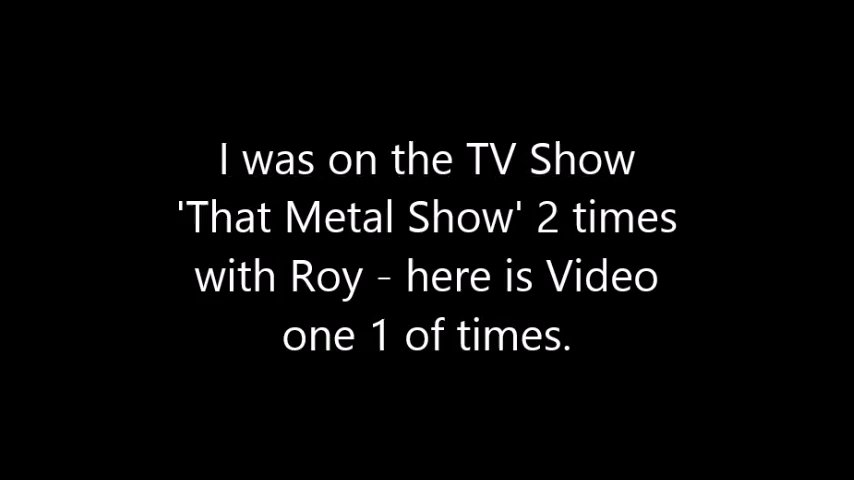 I was on the TV Show
'That Metal Show' 2 times
with Roy - here is Video
one 1 of times.